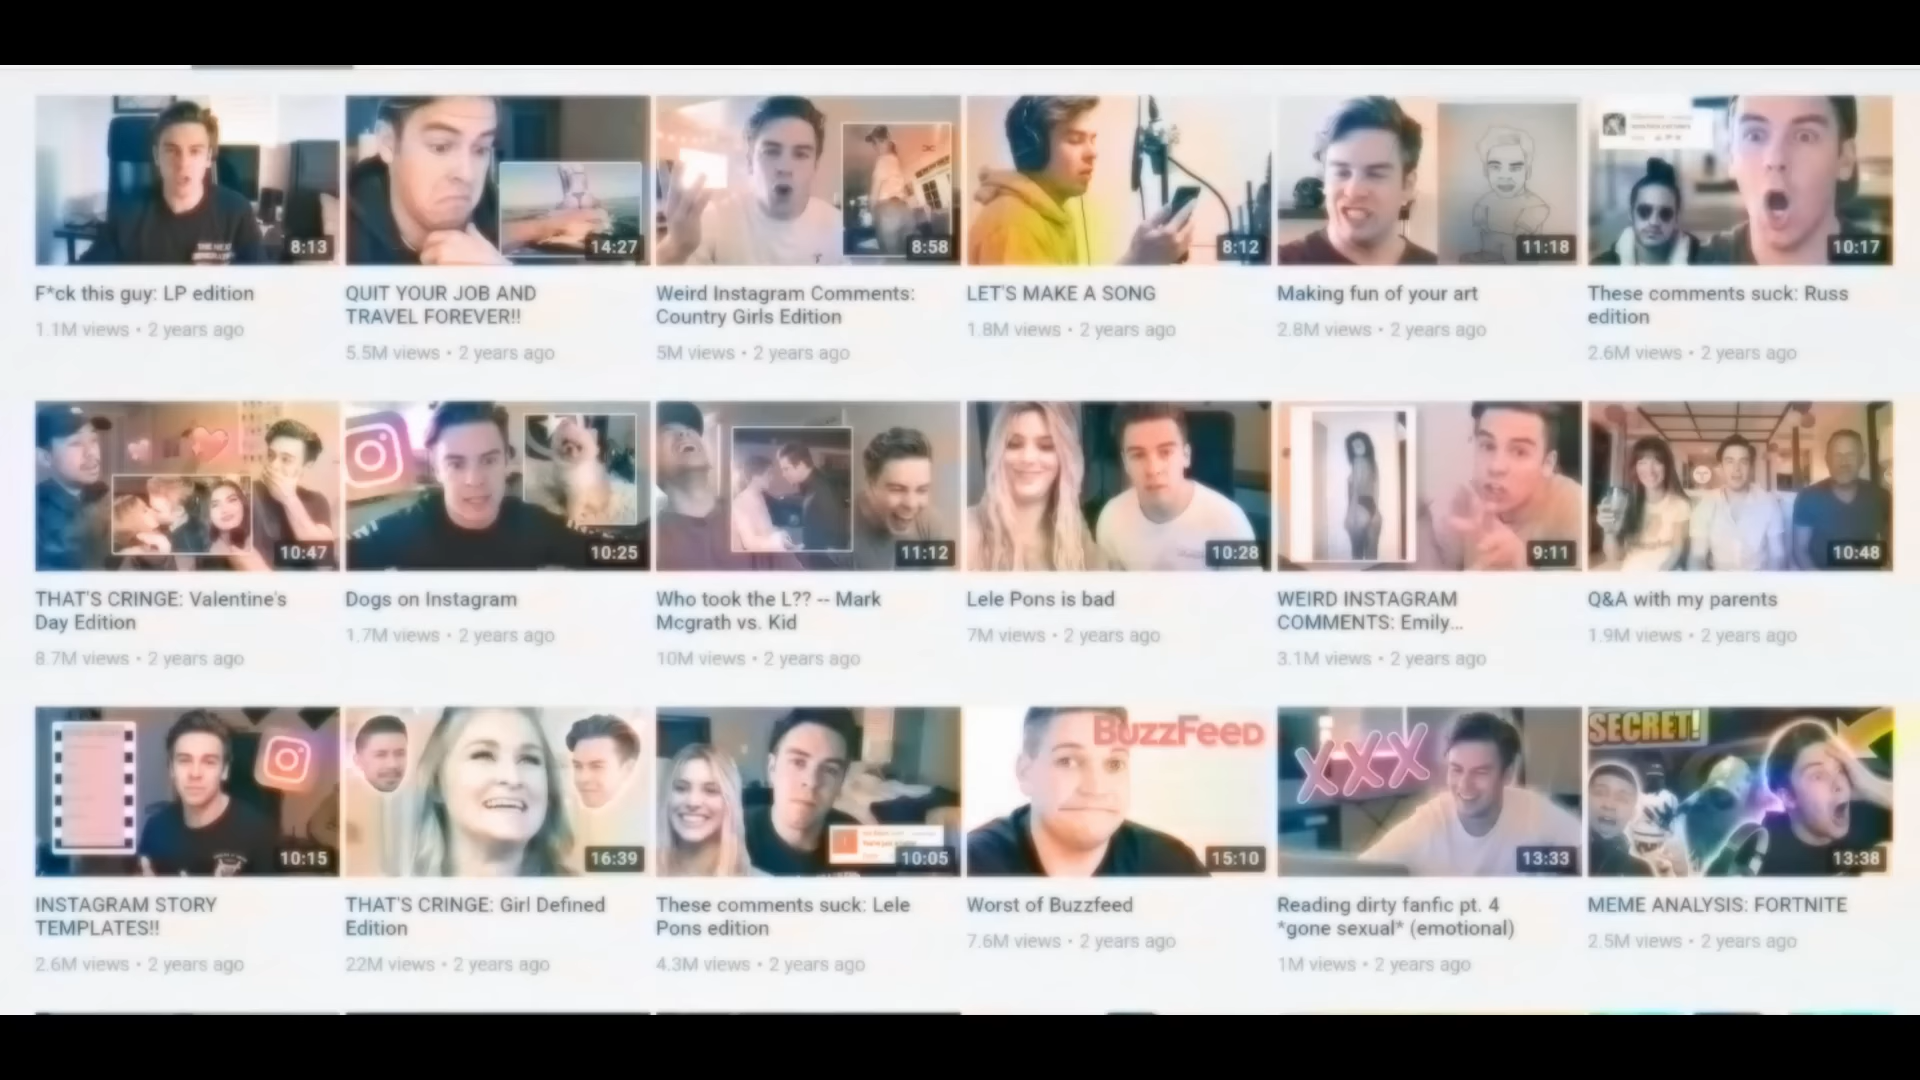 8:13
14:27
8:58
8:12
11:18
10:17
F*ck this guy: LP edition
1.1M views • 2 years ago
QUIT YOUR JOB AND
TRAVEL FOREVER!!
5.5M views • 2 years ago
Weird Instagram Comments:
Country Girls Edition
5M views • 2 years ago
LET'S MAKE A SONG
1.8M views • 2 years ago
Making fun of your art
2.8M views • 2 years ago
These comments suck: Russ
edition
2.6M views • 2 years ago
10:47
10:25
11:12
10:28
9:11
10:48
THAT'S CRINGE: Valentine's
Day Edition
8.7M views • 2 years ago
Dogs on Instagram
1.7M views • 2 years ago
Who took the L?? -- Mark
Mcgrath vs. Kid
10M views • 2 years ago
Lele Pons is bad
7M views • 2 years ago
WEIRD INSTAGRAM
COMMENTS: Emily...
3.1M views • 2 years ago
Q&A with my parents
1.9M views • 2 years ago
10:15
16:39
10:05
BuzzFeed
15:10
XXX
13:33
SECRET!
13:38
INSTAGRAM STORY
TEMPLATES!!
2.6M views • 2 years ago
THAT'S CRINGE: Girl Defined
Edition
22M views • 2 years ago
These comments suck: Lele
Pons edition
4.3M views • 2 years ago
Worst of Buzzfeed
7.6M views • 2 years ago
Reading dirty fanfic pt. 4
*gone sexual* (emotional)
1M views • 2 years ago
MEME ANALYSIS: FORTNITE
2.5M views • 2 years ago